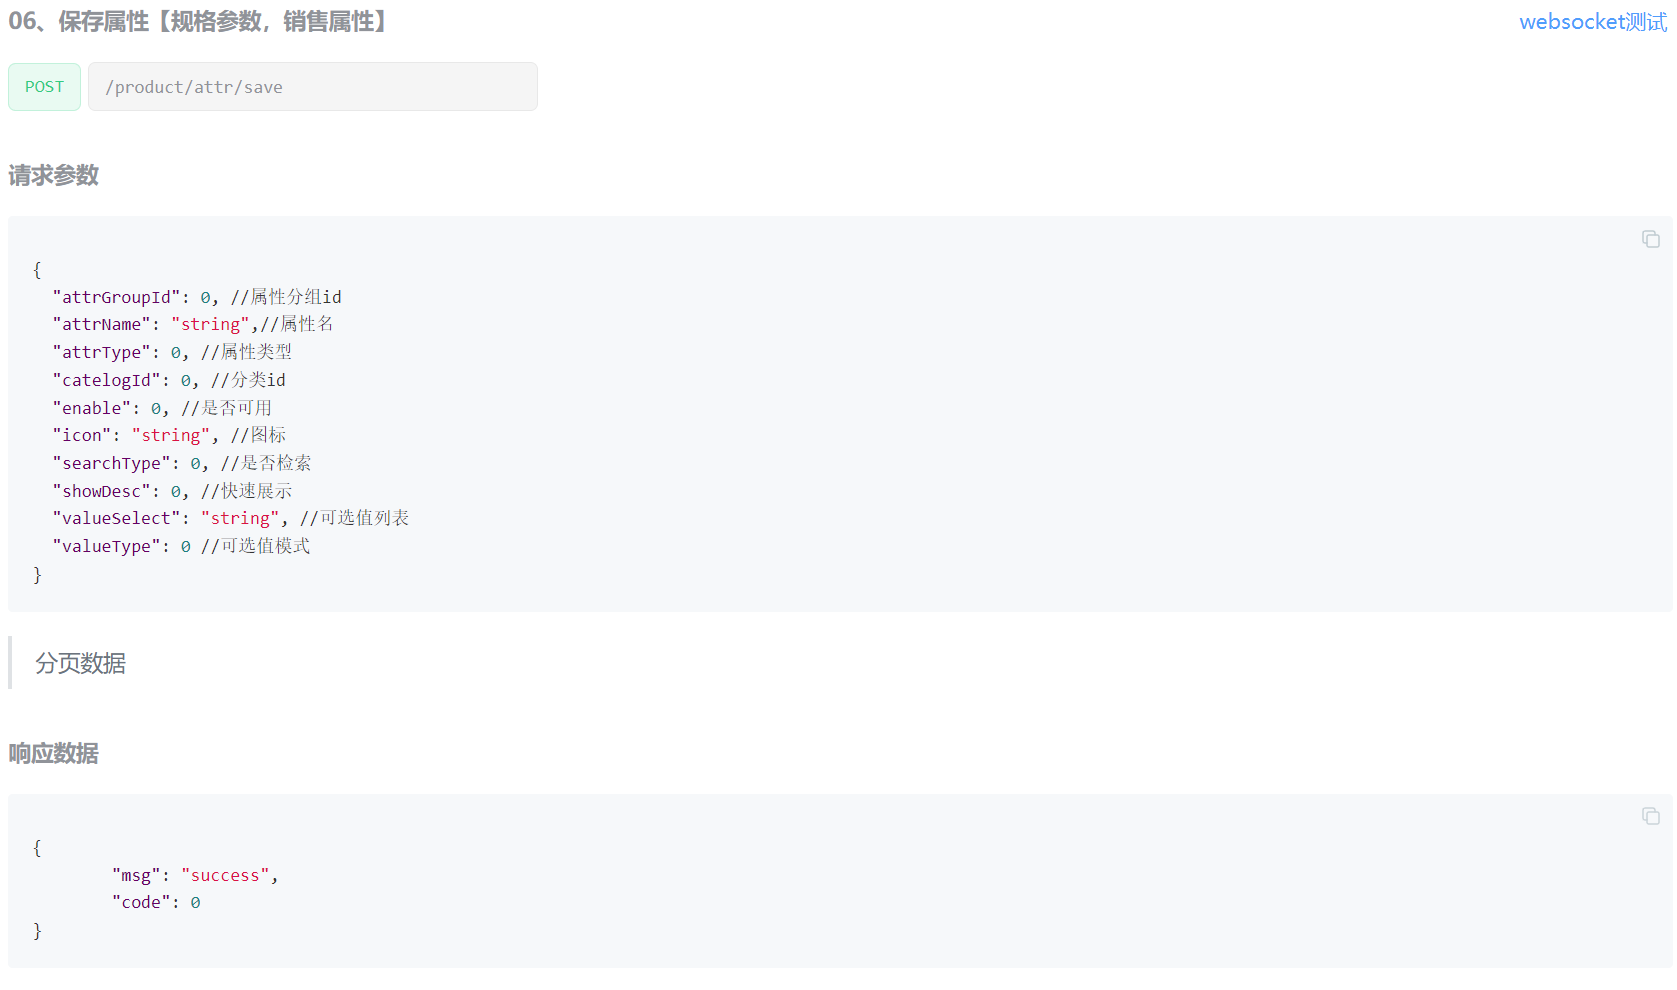 06、保存属性【规格参数，销售属性】
websocket测试
POST
/product/attr/save
请求参数
{
  "attrGroupId": 0, //属性分组id
  "attrName": "string",//属性名
  "attrType": 0, //属性类型
  "catelogId": 0, //分类id
  "enable": 0, //是否可用
  "icon": "string", //图标
  "searchType": 0, //是否检索
  "showDesc": 0, //快速展示
  "valueSelect": "string", //可选值列表
  "valueType": 0 //可选值模式
}
分页数据
响应数据
{
	"msg": "success",
	"code": 0
}